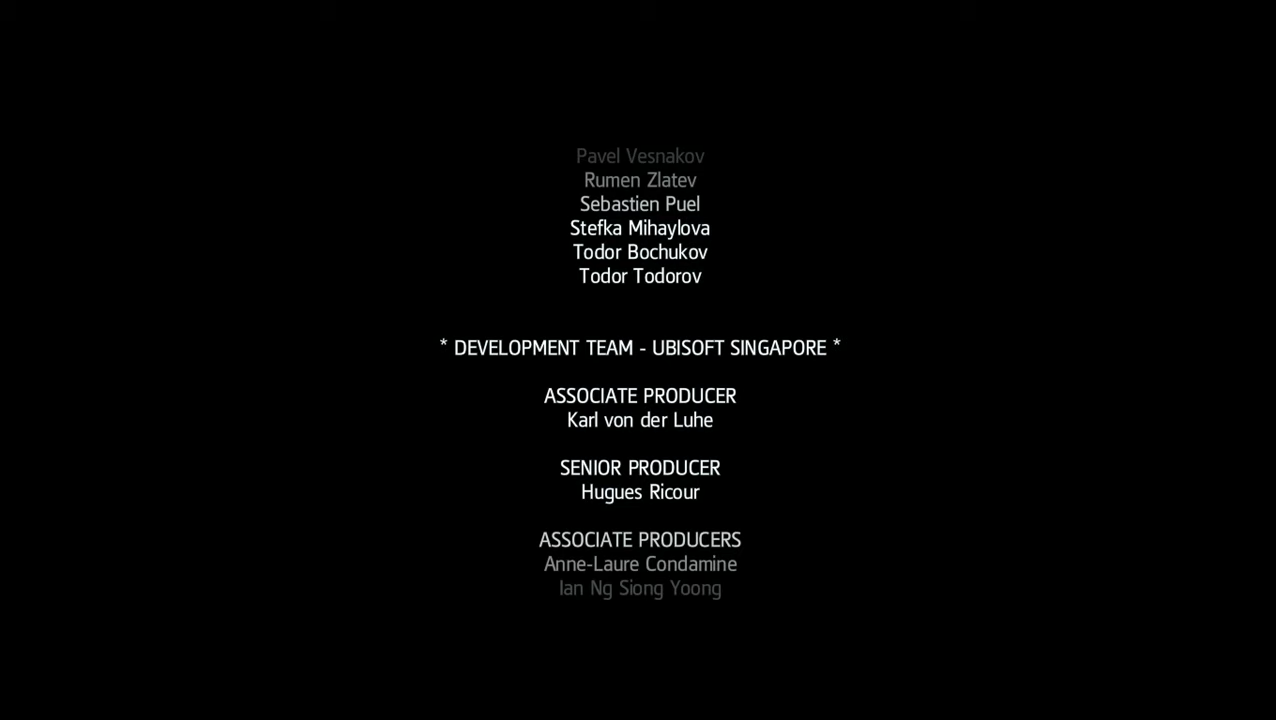 Pavel Vesnakov
Rumen Zlatev
Sebastien Puel
Stefka Mihaylova
Todor Bochukov
Todor Todorov
* DEVELOPMENT TEAM - UBISOFT SINGAPORE *
ASSOCIATE PRODUCER
Karl von der Luhe
SENIOR PRODUCER
Hugues Ricour
ASSOCIATE PRODUCERS
Anne-Laure Condamine
Ian Ng Siong Yoong